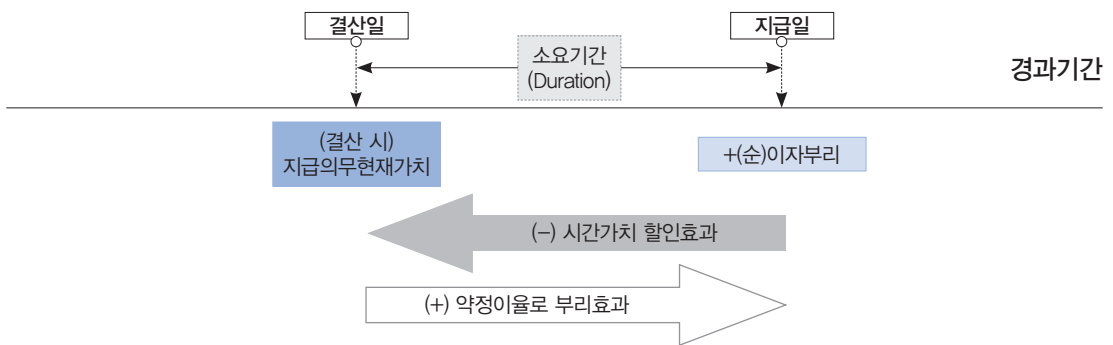 결산일
지급일
소요기간
(Duration)
경과기간
(결산 시)
지급의무현재가치
+(순)이자부리
(−) 시간가치 할인효과
(+) 약정이율로 부리효과